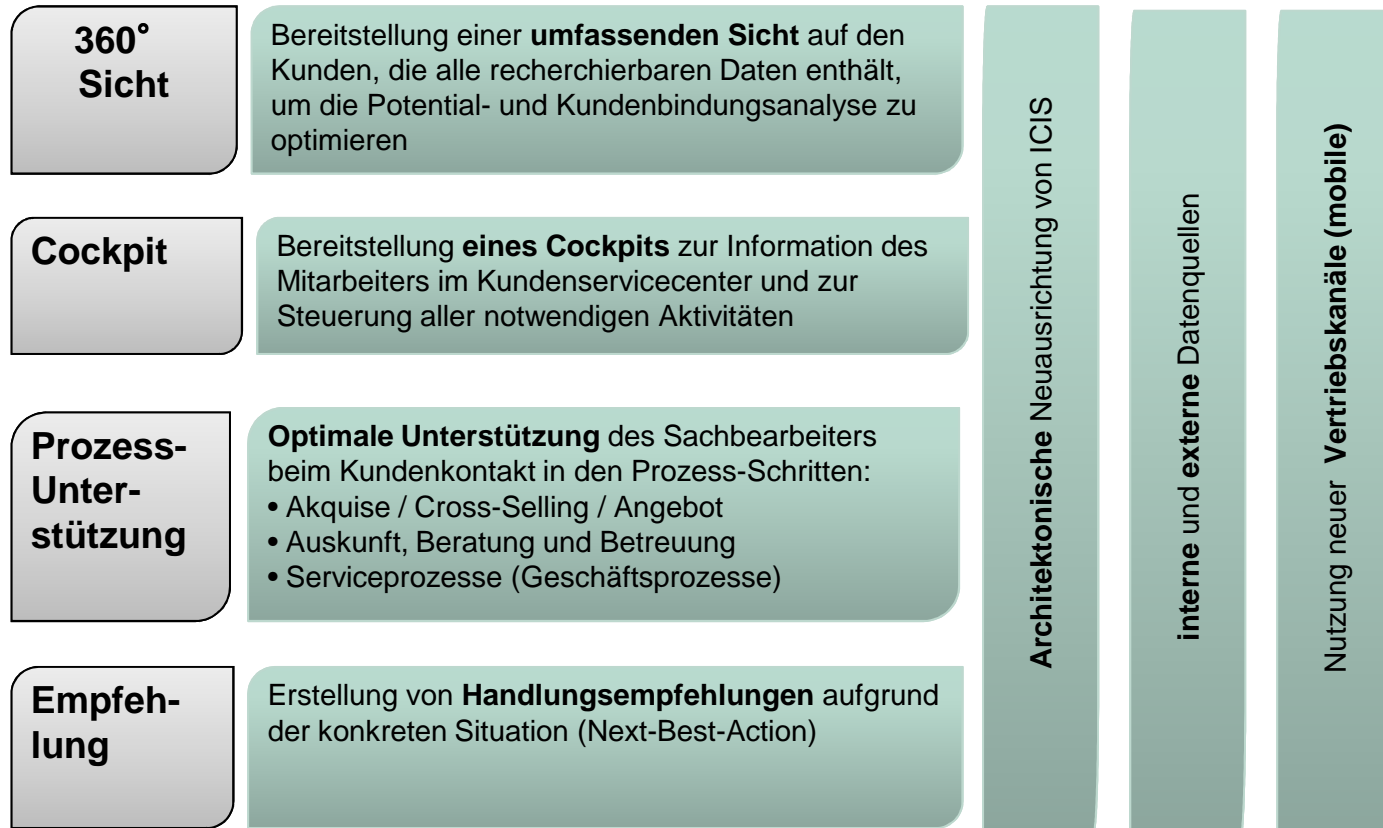 360°
Sicht
Bereitstellung einer umfassenden Sicht auf den
Kunden, die alle recherchierbaren Daten enthält,
um die Potential- und Kundenbindungsanalyse zu
optimieren
Cockpit
Bereitstellung eines Cockpits zur Information des
Mitarbeiters im Kundenservicecenter und zur
Steuerung aller notwendigen Aktivitäten
Prozess-
Unter-
stützung
Optimale Unterstützung des Sachbearbeiters
beim Kundenkontakt in den Prozess-Schritten:
• Akquise / Cross-Selling / Angebot
• Auskunft, Beratung und Betreuung
• Serviceprozesse (Geschäftsprozesse)
Empfeh-
lung
Erstellung von Handlungsempfehlungen aufgrund
der konkreten Situation (Next-Best-Action)
Architektonische Neuausrichtung von ICIS
interne und externe Datenquellen
Nutzung neuer Vertriebskanäle (mobile)